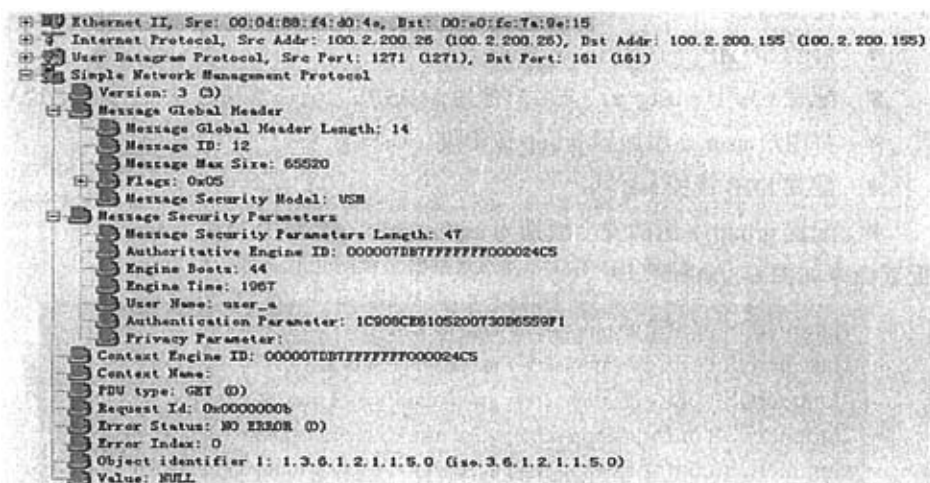 Ethernet II, Src: 00:0d:88:f4:d0:4e, Dst: 00:e0:fc:7a:9e:15
Internet Protocol, Src Addr: 100.2.200.26 (100.2.200.26), Dst Addr: 100.2.200.155 (100.2.200.155)
User Datagram Protocol, Src Port: 1271 (1271), Dst Port: 161 (161)
Simple Network Management Protocol
Version: 3 (3)
Message Global Header
Message Global Header Length: 14
Message ID: 12
Message Max Size: 65520
Flags: 0x05
Message Security Model: USM
Message Security Parameters
Message Security Parameters Length: 47
Authoritative Engine ID: 000007DB7FFFFFFF000024C5
Engine Boots: 44
Engine Time: 1967
User Name: user_a
Authentication Parameter: 1C908CE6105200730B6559F1
Privacy Parameter:
Context Engine ID: 000007DB7FFFFFFF000024C5
Context Name:
PDU type: GET (0)
Request Id: 0x0000000b
Error Status: NO ERROR (0)
Error Index: 0
Object identifier 1: 1.3.6.1.2.1.1.5.0 (iso.3.6.1.2.1.1.5.0)
Value: NULL